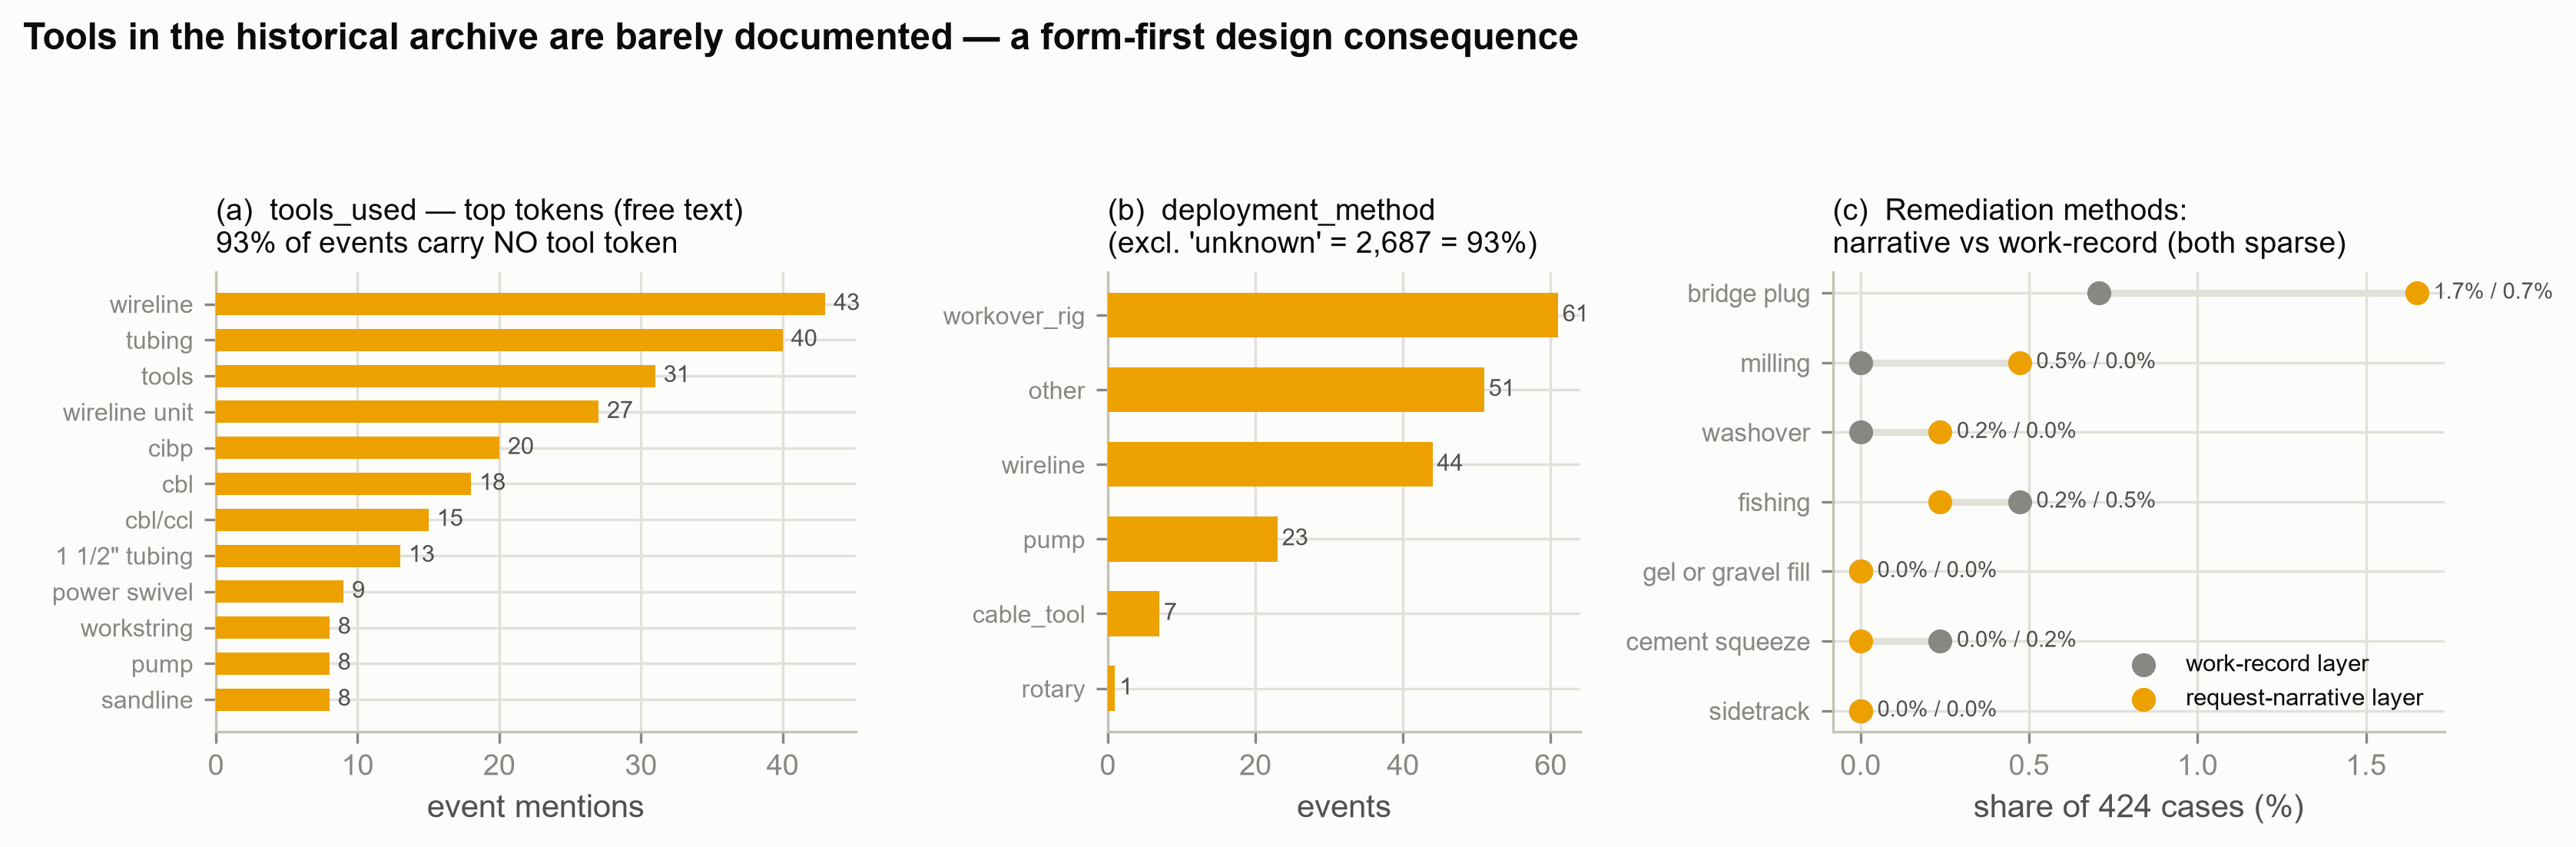 Tools in the historical archive are barely documented — a form-first design consequence
(a)  tools_used — top tokens (free text)
93% of events carry NO tool token
wireline 43
tubing 40
tools 31
wireline unit 27
cibp 20
cbl 18
cbl/ccl 15
1 1/2" tubing 13
power swivel 9
workstring 8
pump 8
sandline 8
0 10 20 30 40
event mentions
(b)  deployment_method
(excl. 'unknown' = 2,687 = 93%)
workover_rig 61
other 51
wireline 44
pump 23
cable_tool 7
rotary 1
0 20 40 60
events
(c)  Remediation methods:
narrative vs work-record (both sparse)
bridge plug 1.7% / 0.7%
milling 0.5% / 0.0%
washover 0.2% / 0.0%
fishing 0.2% / 0.5%
gel or gravel fill 0.0% / 0.0%
cement squeeze 0.0% / 0.2%
sidetrack 0.0% / 0.0%
work-record layer
request-narrative layer
0.0 0.5 1.0 1.5
share of 424 cases (%)